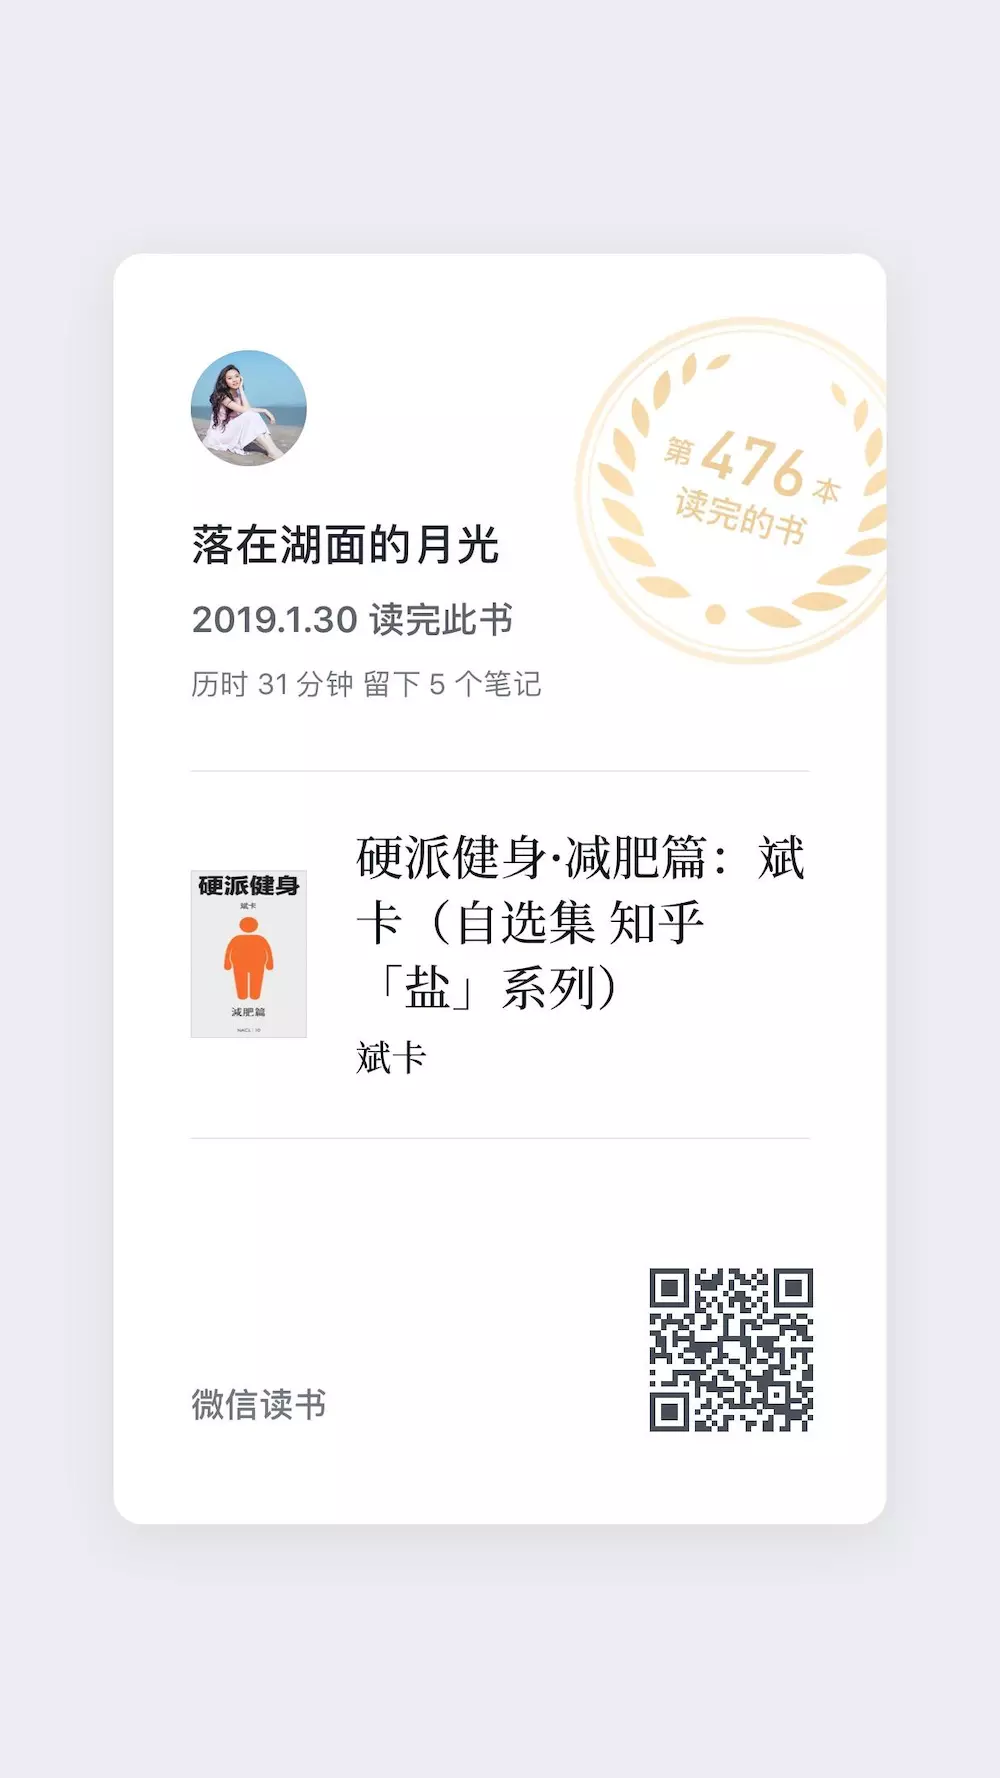 第 476 本
读完的书
落在湖面的月光
2019.1.30 读完此书
历时 31 分钟 留下 5 个笔记
硬派健身
斌卡
减肥篇
硬派健身·减肥篇：斌
卡（自选集 知乎
「盐」系列）
斌卡
微信读书